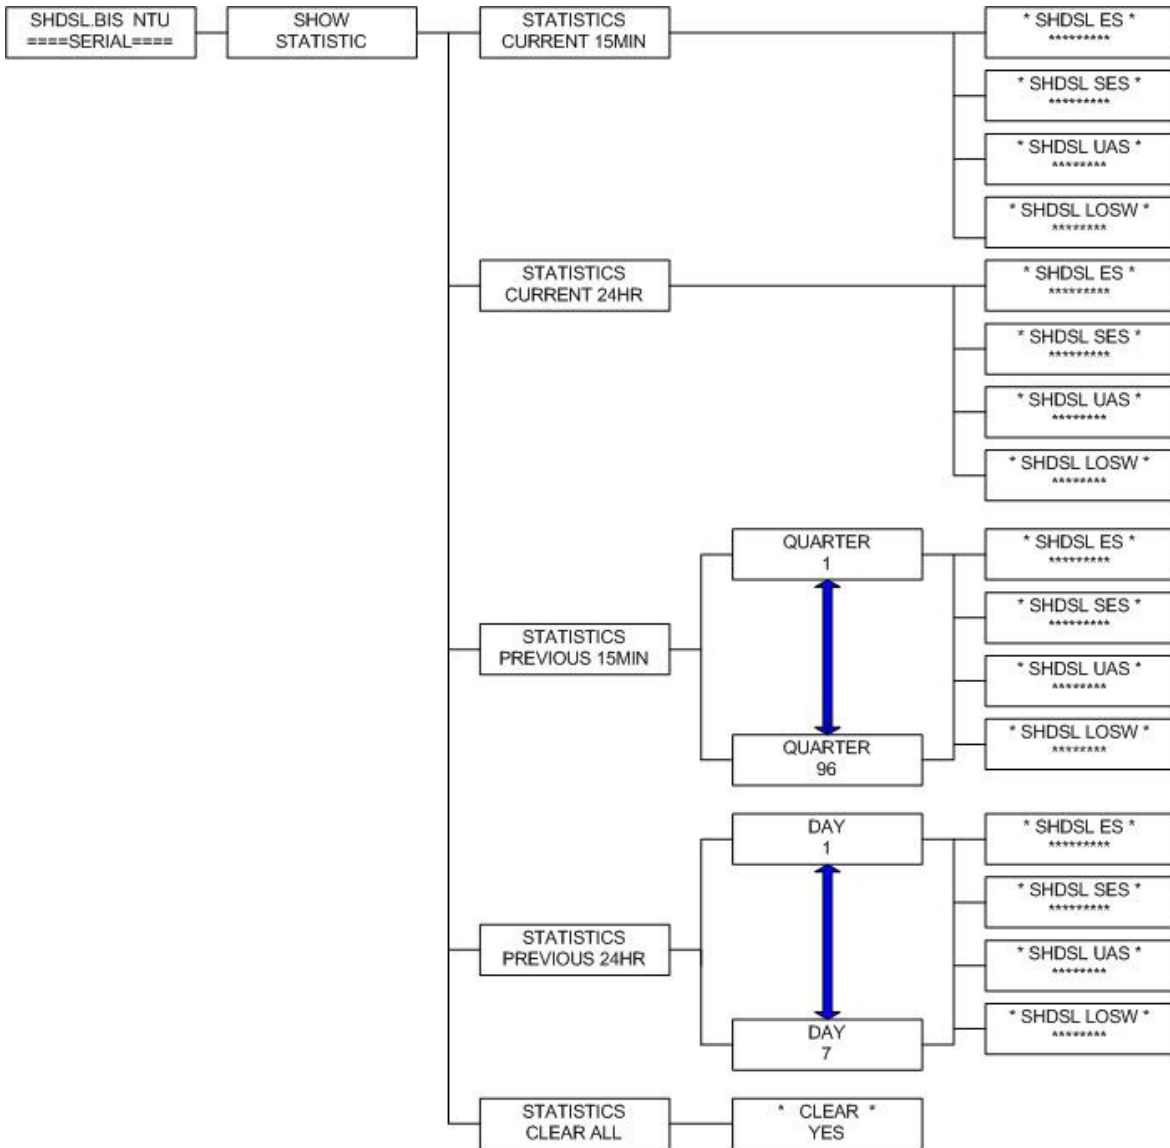 SHDSL.BIS NTU
====SERIAL====
SHOW
STATISTIC
STATISTICS
CURRENT 15MIN
* SHDSL ES *
*********
* SHDSL SES *
*********
* SHDSL UAS *
********
* SHDSL LOSW *
********
STATISTICS
CURRENT 24HR
* SHDSL ES *
*********
* SHDSL SES *
*********
* SHDSL UAS *
********
* SHDSL LOSW *
********
STATISTICS
PREVIOUS 15MIN
QUARTER
1
QUARTER
96
* SHDSL ES *
*********
* SHDSL SES *
*********
* SHDSL UAS *
********
* SHDSL LOSW *
********
STATISTICS
PREVIOUS 24HR
DAY
1
DAY
7
* SHDSL ES *
*********
* SHDSL SES *
*********
* SHDSL UAS *
********
* SHDSL LOSW *
********
STATISTICS
CLEAR ALL
* CLEAR *
YES